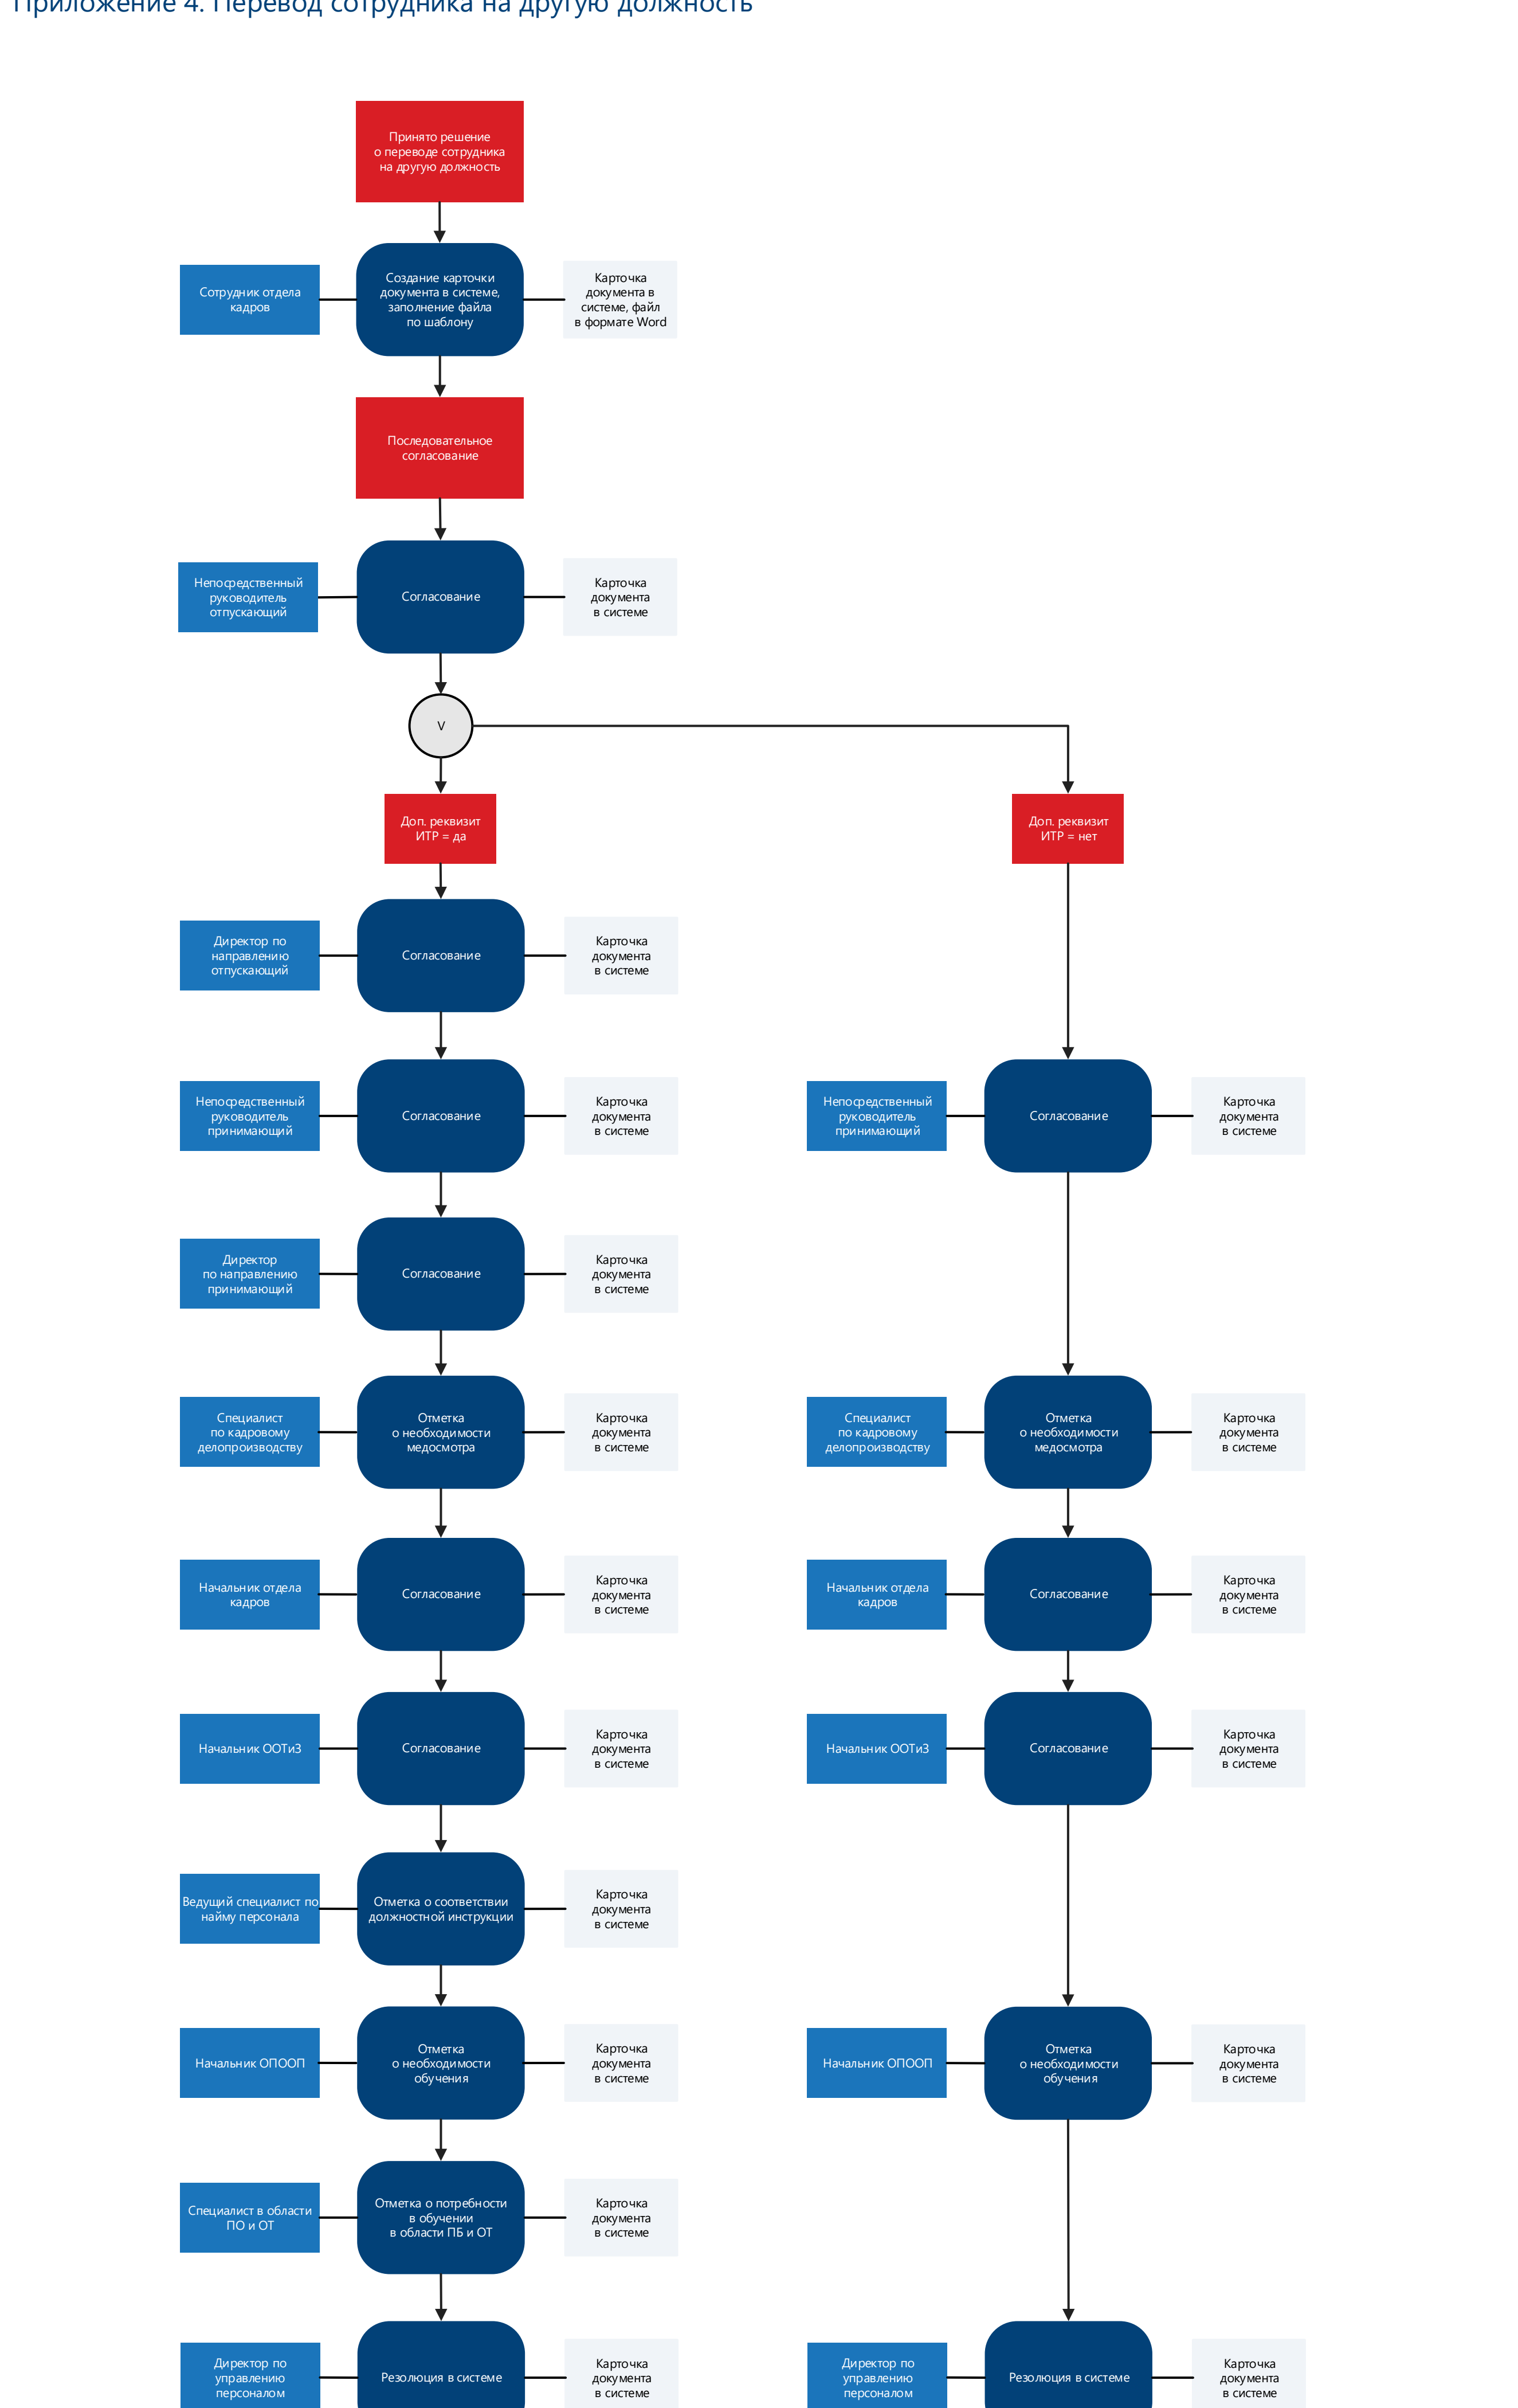 Приложение 4. Перевод сотрудника на другую должность
Принято решение
о переводе сотрудника
на другую должность
Сотрудник отдела
кадров
Создание карточки
документа в системе,
заполнение файла
по шаблону
Карточка
документа в
системе, файл
в формате Word
Последовательное
согласование
Непосредственный
руководитель
отпускающий
Согласование
Карточка
документа
в системе
V
Доп. реквизит
ИТР = да
Доп. реквизит
ИТР = нет
Директор по
направлению
отпускающий
Согласование
Карточка
документа
в системе
Непосредственный
руководитель
принимающий
Согласование
Карточка
документа
в системе
Непосредственный
руководитель
принимающий
Согласование
Карточка
документа
в системе
Директор
по направлению
принимающий
Согласование
Карточка
документа
в системе
Специалист
по кадровому
делопроизводству
Отметка
о необходимости
медосмотра
Карточка
документа
в системе
Специалист
по кадровому
делопроизводству
Отметка
о необходимости
медосмотра
Карточка
документа
в системе
Начальник отдела
кадров
Согласование
Карточка
документа
в системе
Начальник отдела
кадров
Согласование
Карточка
документа
в системе
Начальник ООТиЗ
Согласование
Карточка
документа
в системе
Начальник ООТиЗ
Согласование
Карточка
документа
в системе
Ведущий специалист по
найму персонала
Отметка о соответствии
должностной инструкции
Карточка
документа
в системе
Начальник ОПООП
Отметка
о необходимости
обучения
Карточка
документа
в системе
Начальник ОПООП
Отметка
о необходимости
обучения
Карточка
документа
в системе
Специалист в области
ПО и ОТ
Отметка о потребности
в обучении
в области ПБ и ОТ
Карточка
документа
в системе
Директор по
управлению
персоналом
Резолюция в системе
Карточка
документа
в системе
Директор по
управлению
персоналом
Резолюция в системе
Карточка
документа
в системе